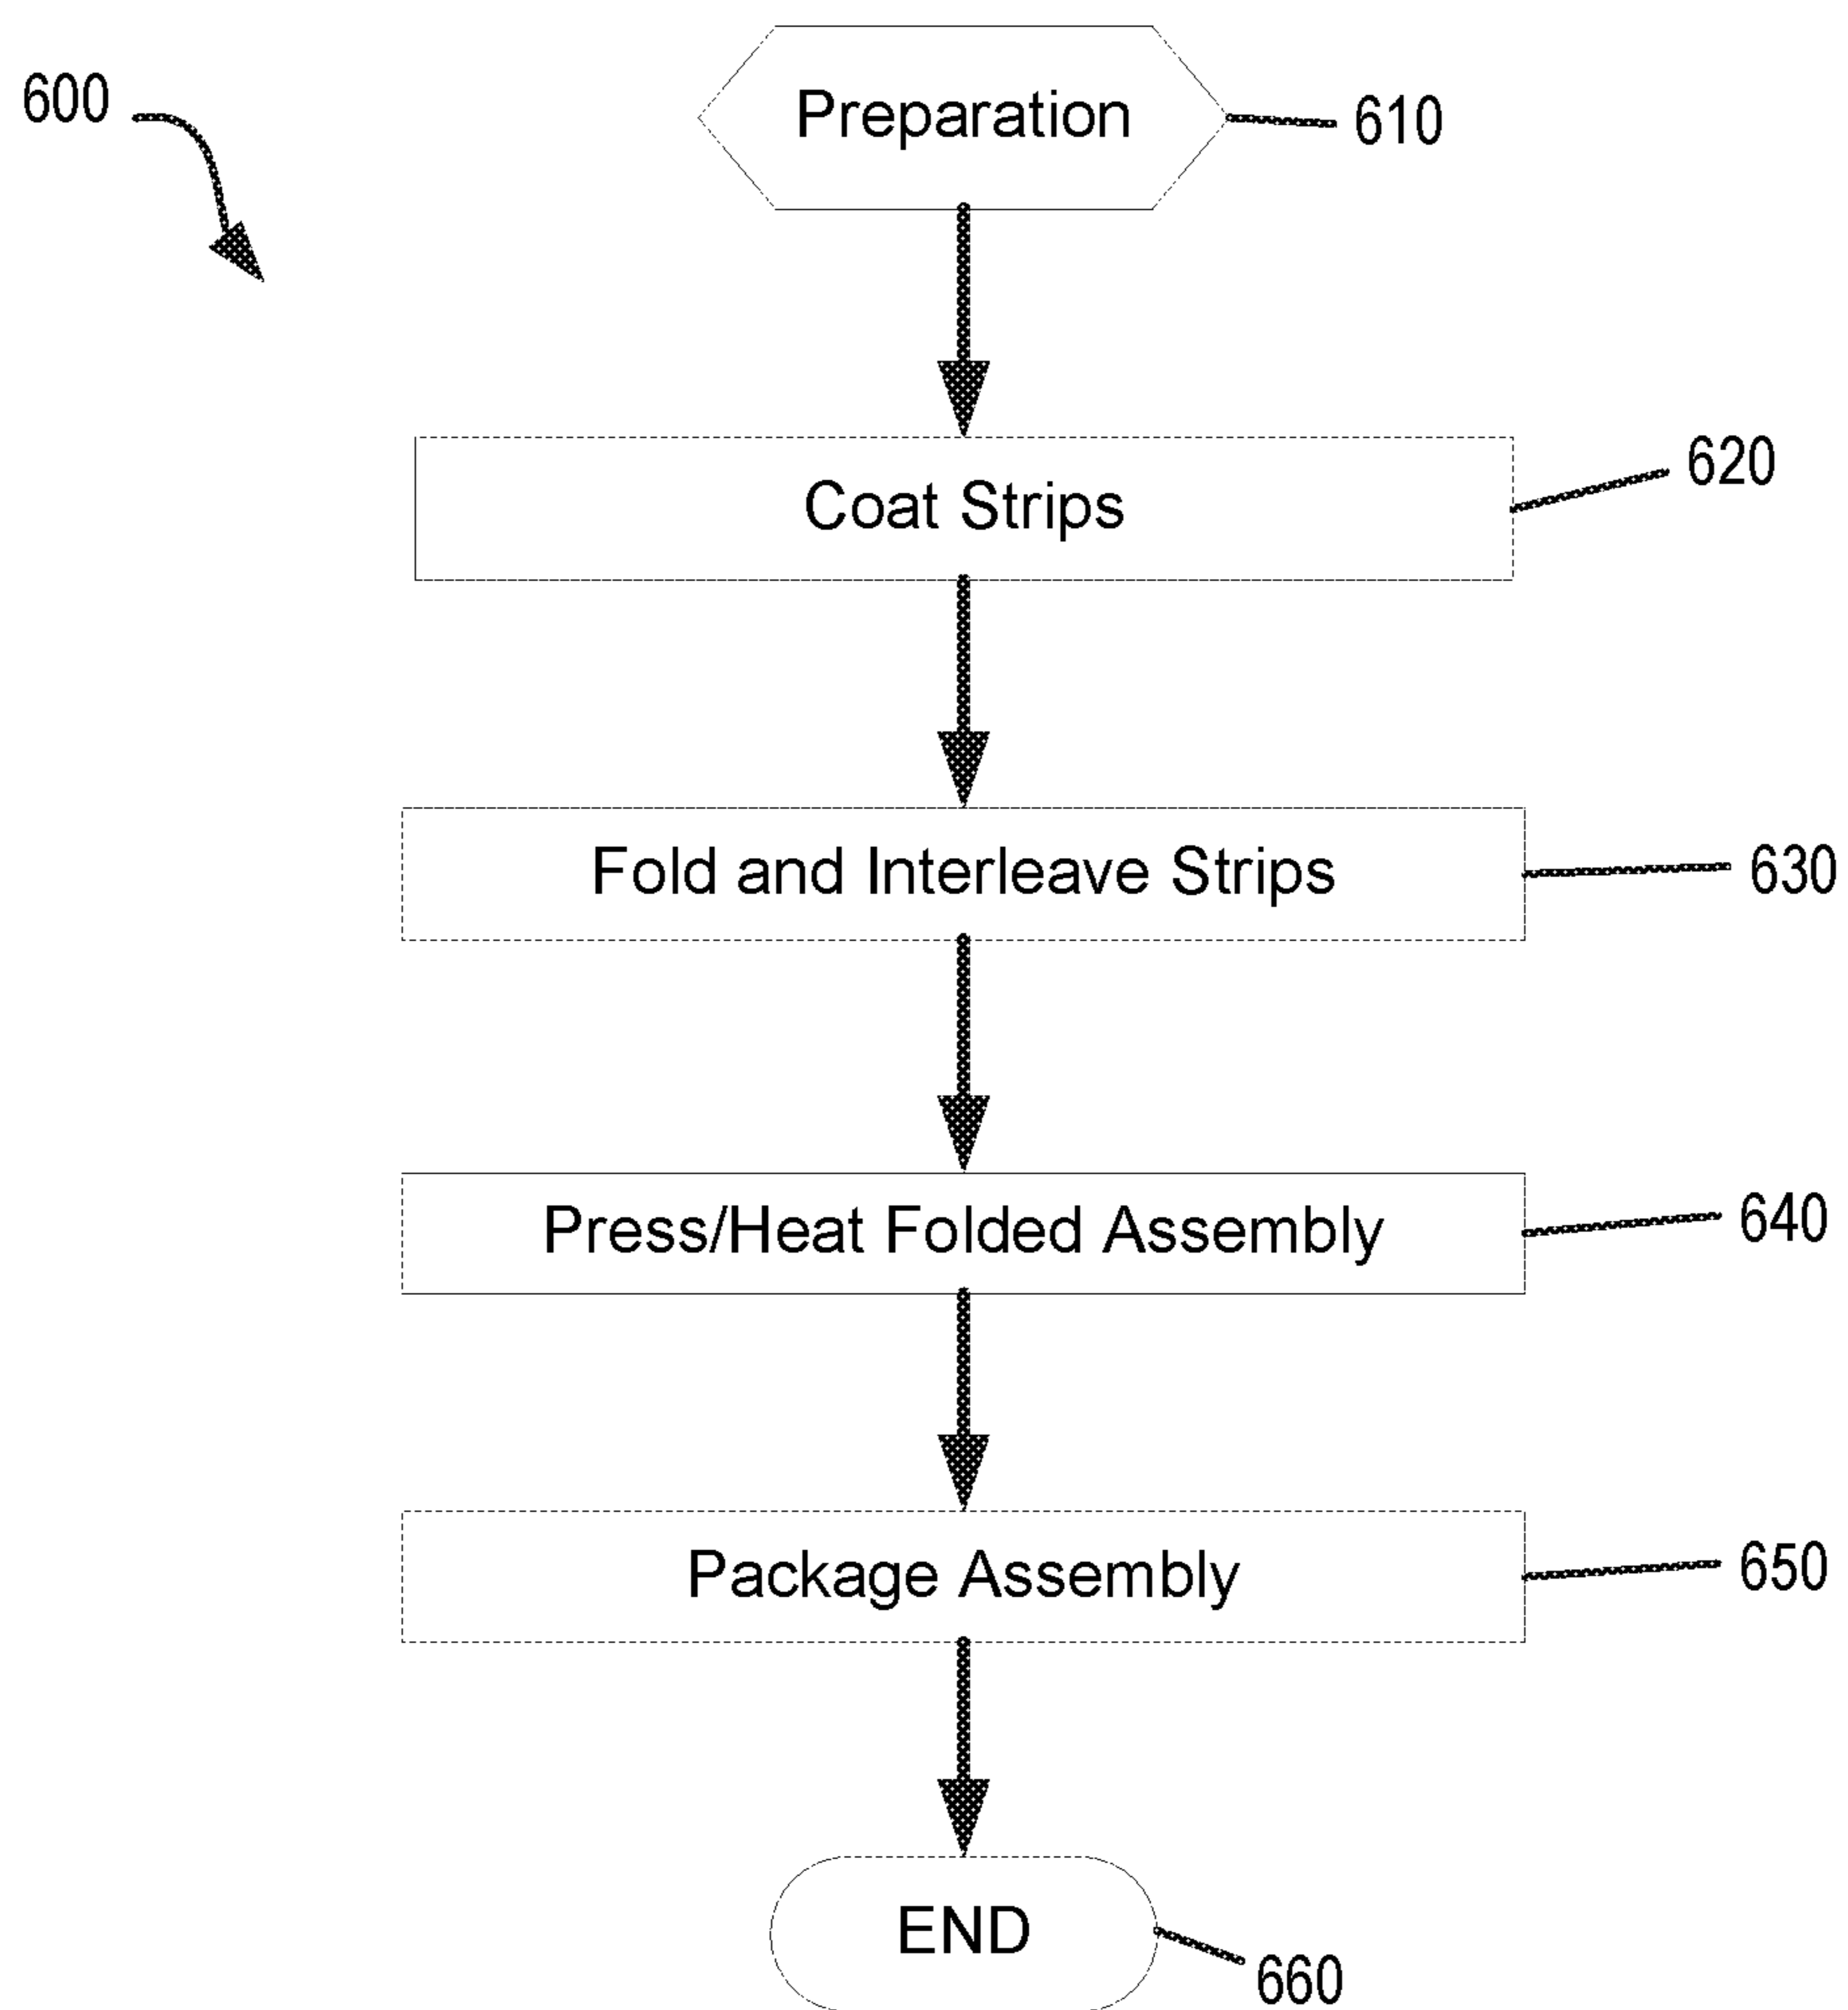 600
Preparation
610
Coat Strips
620
Fold and Interleave Strips
630
Press/Heat Folded Assembly
640
Package Assembly
650
END
660